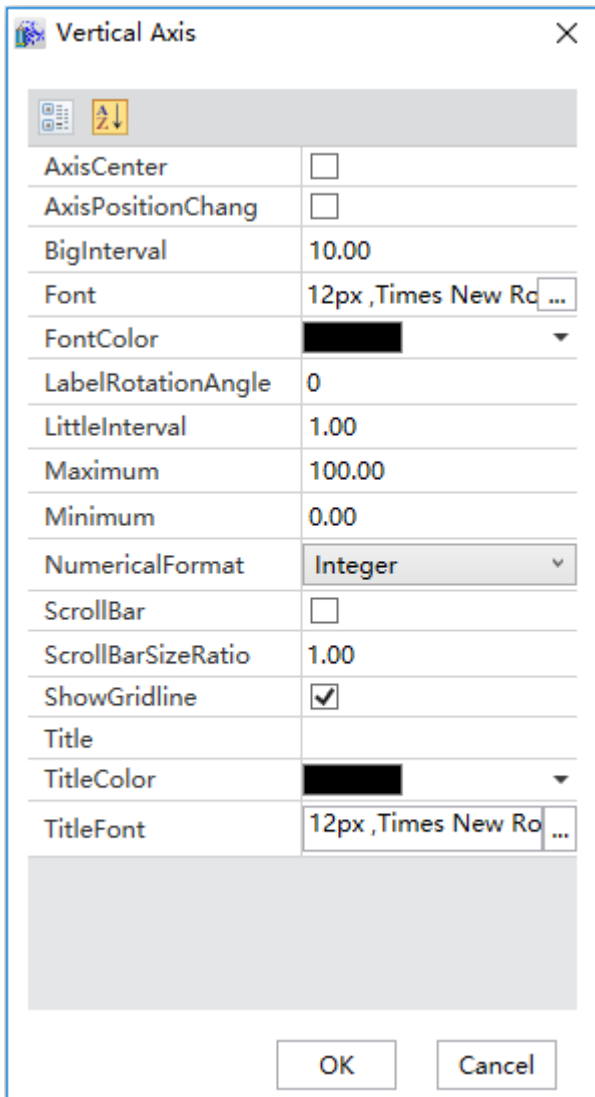 Vertical Axis
AxisCenter
AxisPositionChang
BigInterval 10.00
Font 12px ,Times New Ro ...
FontColor
LabelRotationAngle 0
LittleInterval 1.00
Maximum 100.00
Minimum 0.00
NumericalFormat Integer
ScrollBar
ScrollBarSizeRatio 1.00
ShowGridline
Title
TitleColor
TitleFont 12px ,Times New Ro ...
OK Cancel